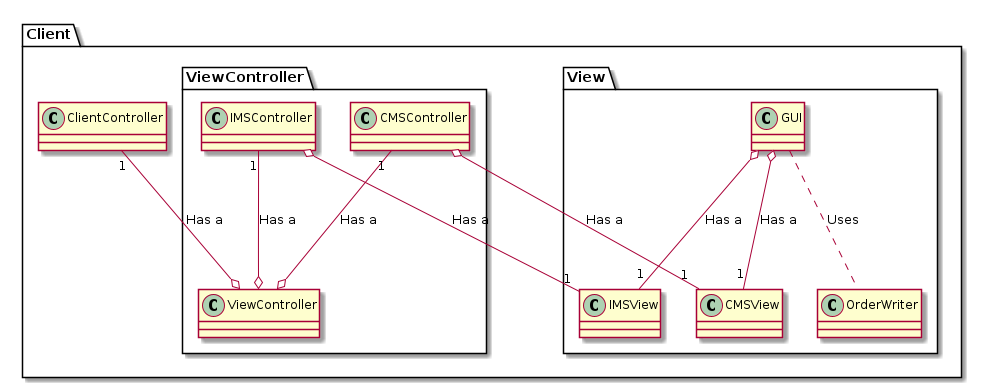 Client
ViewController
View
C ClientController
C IMSController
C CMSController
C GUI
1
1
1
Has a
Has a
Has a
Has a
Has a
Has a
Has a
Uses
1
1
1
1
C ViewController
C IMSView
C CMSView
C OrderWriter